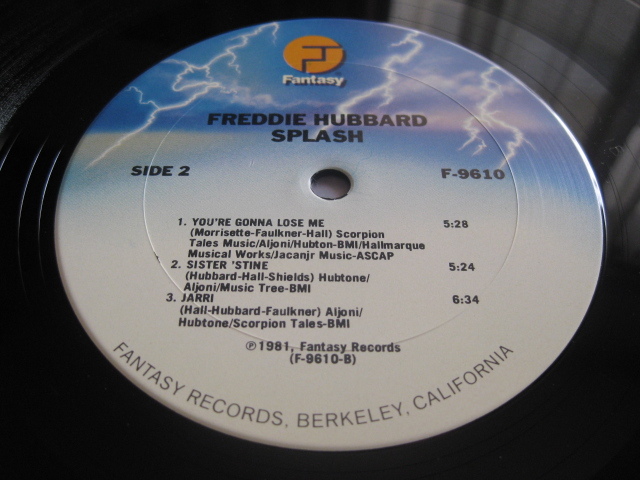 FT
Fantasy
FREDDIE HUBBARD
SPLASH
SIDE 2
F-9610
1. YOU'RE GONNA LOSE ME 5:28
(Morrisette-Faulkner-Hall) Scorpion
Tales Music/Aljoni/Hubton-BMI/Hallmarque
Musical Works/Jacanjr Music-ASCAP
2. SISTER 'STINE 5:24
(Hubbard-Hall-Shields) Hubtone/
Aljoni/Music Tree-BMI
3. JARRI 6:34
(Hall-Hubbard-Faulkner) Aljoni/
Hubtone/Scorpion Tales-BMI
℗1981, Fantasy Records
(F-9610-B)
FANTASY RECORDS, BERKELEY, CALIFORNIA